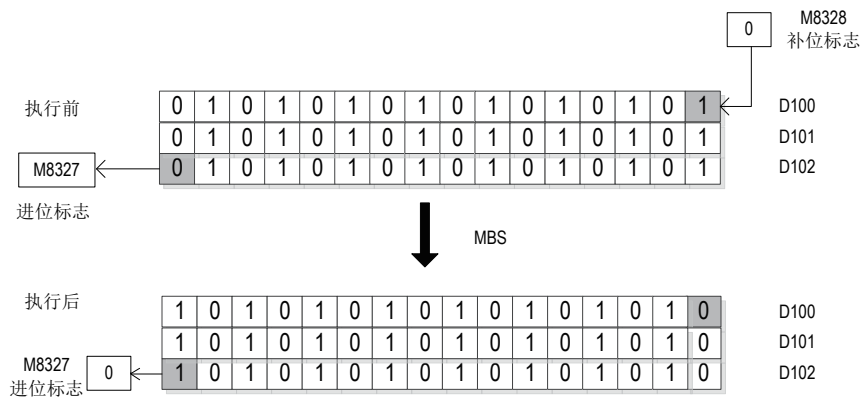 0 M8328
补位标志
执行前 0 1 0 1 0 1 0 1 0 1 0 1 0 1 0 1 D100
0 1 0 1 0 1 0 1 0 1 0 1 0 1 0 1 D101
M8327 0 1 0 1 0 1 0 1 0 1 0 1 0 1 0 1 D102
进位标志
MBS
执行后 1 0 1 0 1 0 1 0 1 0 1 0 1 0 1 0 D100
1 0 1 0 1 0 1 0 1 0 1 0 1 0 1 0 D101
M8327 0 1 0 1 0 1 0 1 0 1 0 1 0 1 0 1 0 D102
进位标志